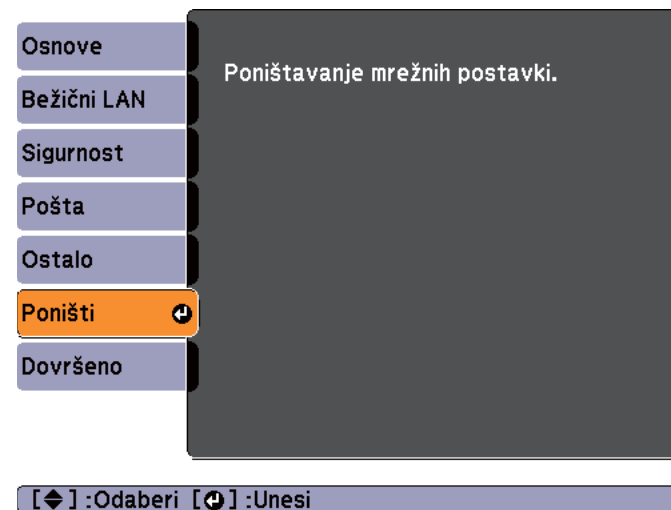 Osnove
Poništavanje mrežnih postavki.
Bežični LAN
Sigurnost
Pošta
Ostalo
Poništi
Dovršeno
[◆] :Odaberi [⏎] :Unesi